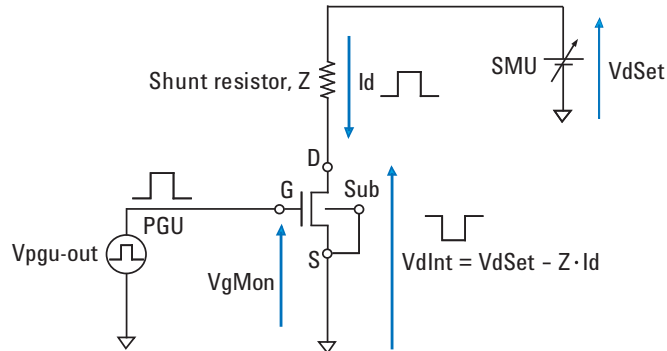 Shunt resistor, Z
Id
SMU
VdSet
D
G
Sub
PGU
Vpgu-out
VgMon
S
VdInt = VdSet - Z·Id